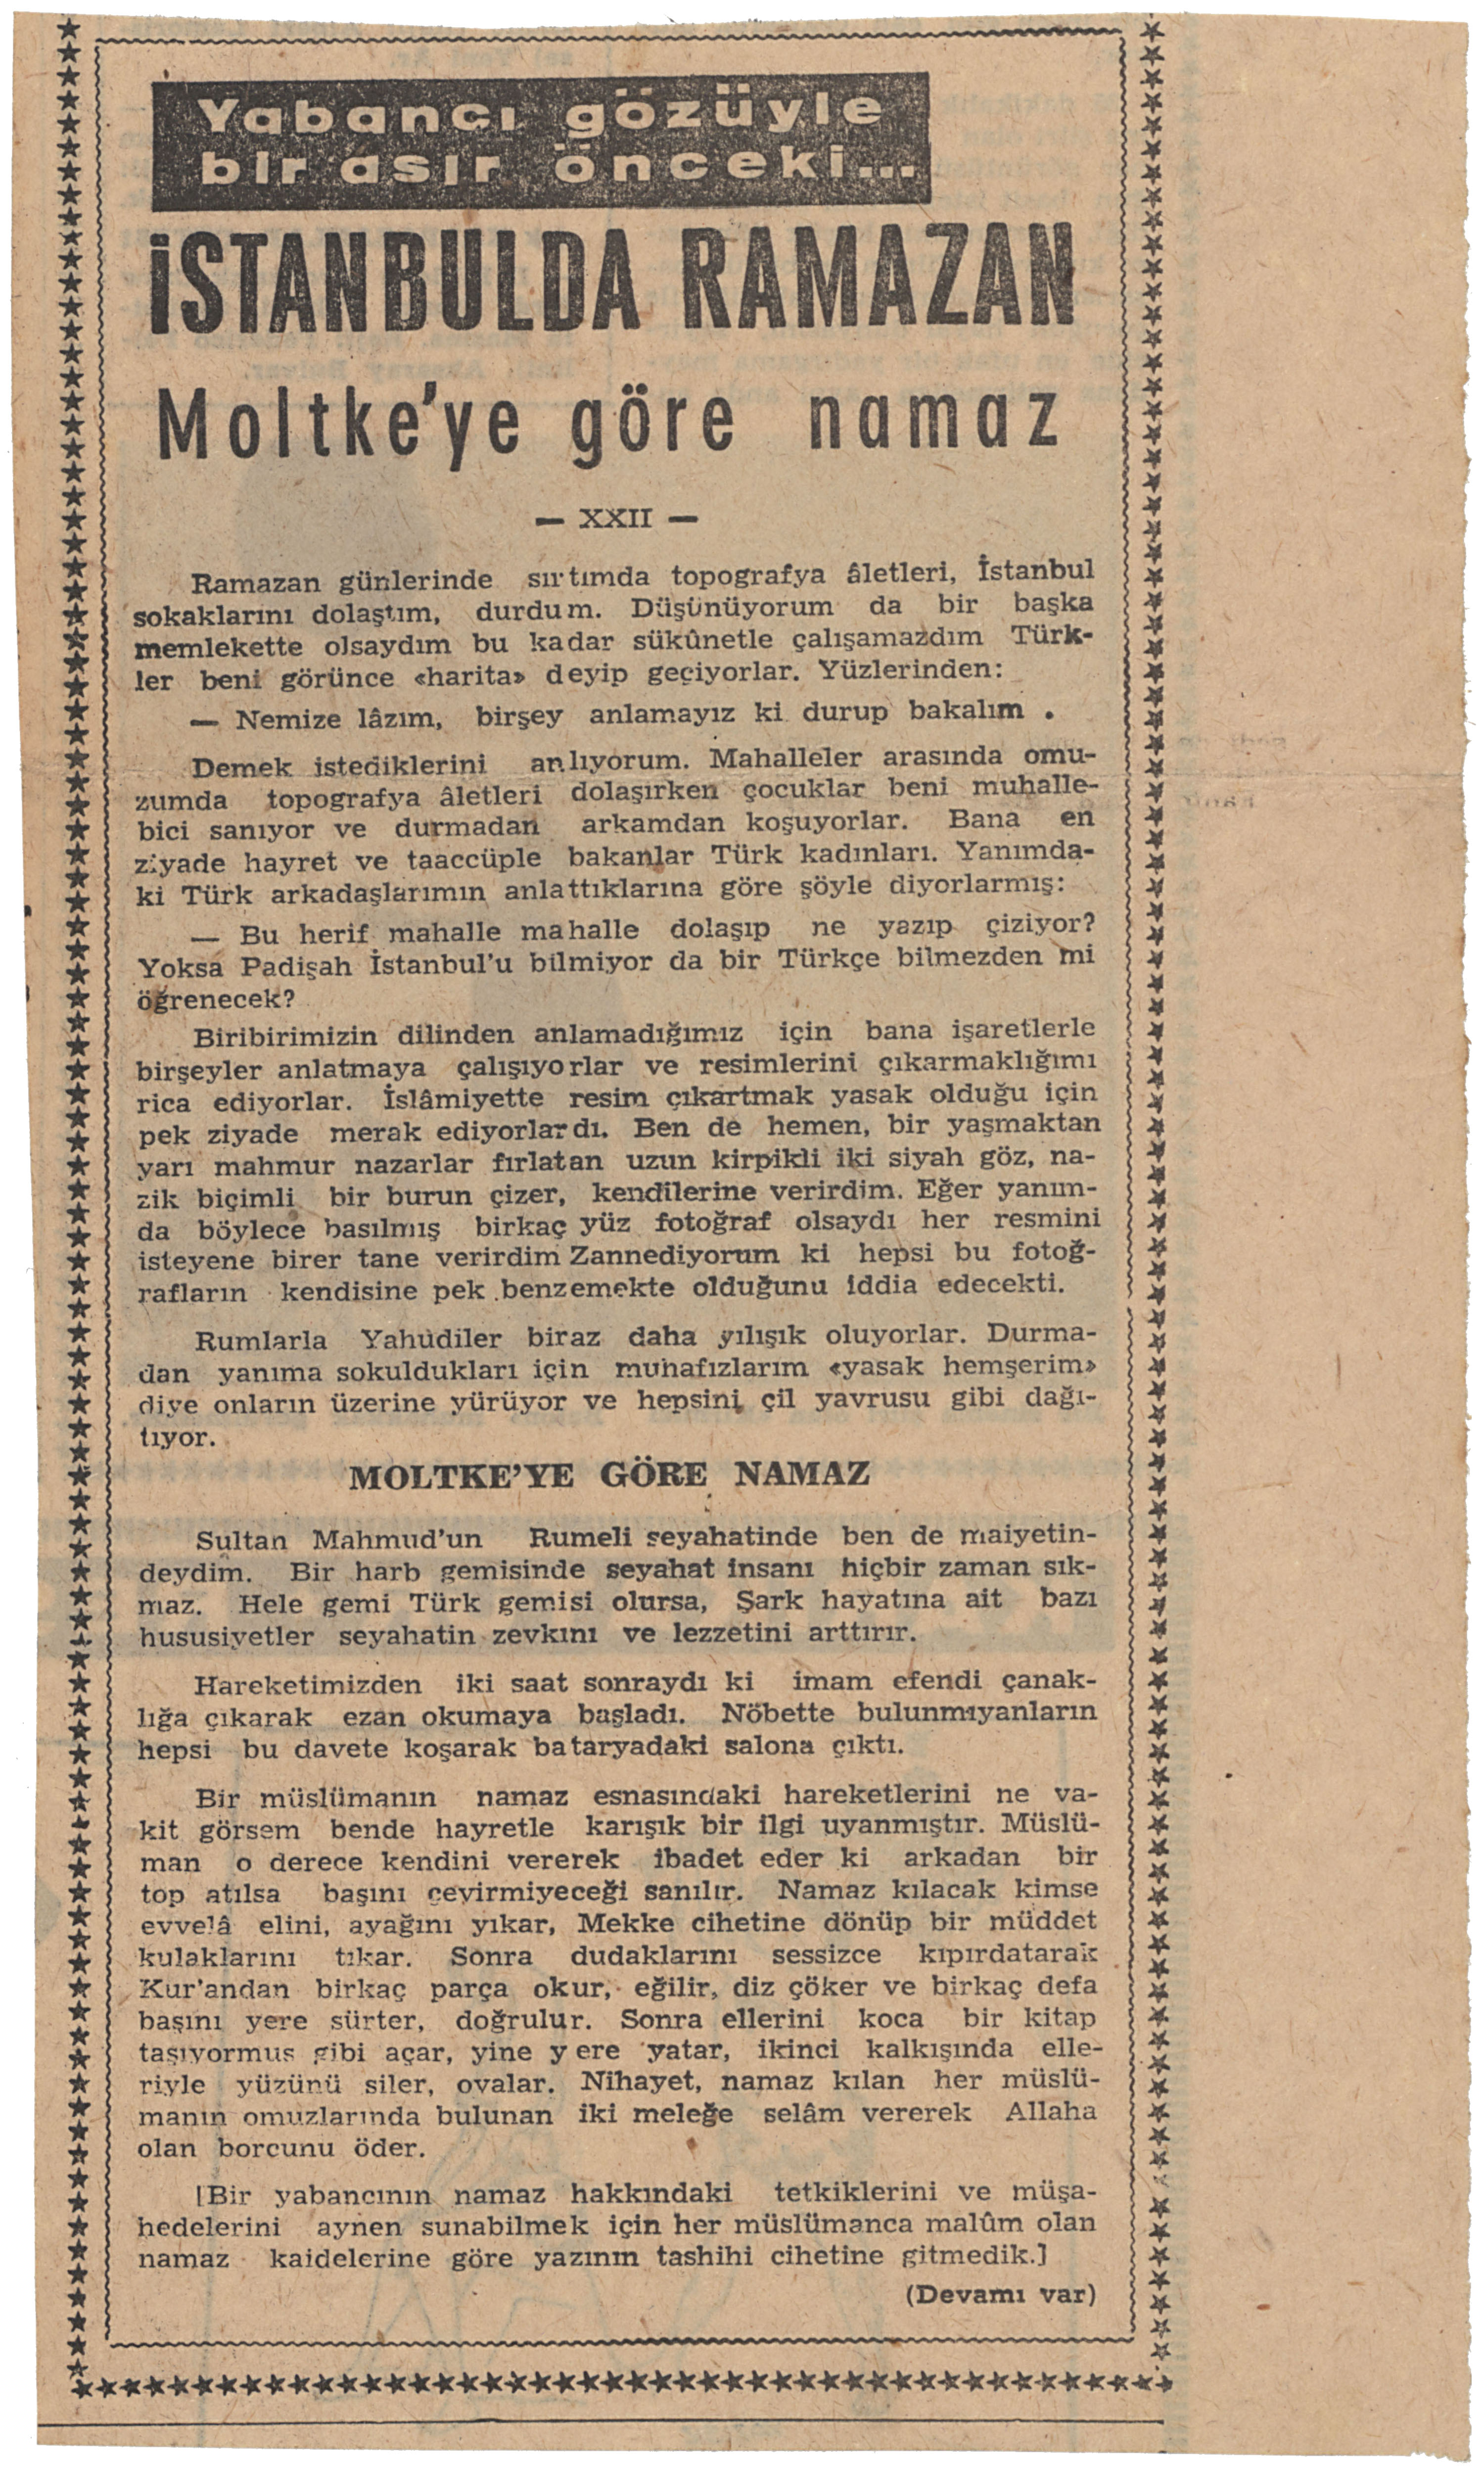 Yabancı gözüyle
bir asır önceki...
İSTANBULDA RAMAZAN
Moltke'ye göre namaz
— XXII —
Ramazan günlerinde sırtımda topografya âletleri, İstanbul
sokaklarını dolaştım, durdum. Düşünüyorum da bir başka
memlekette olsaydım bu kadar sükûnetle çalışamazdım Türk-
ler beni görünce «harita» deyip geçiyorlar. Yüzlerinden:
— Nemize lâzım, birşey anlamayız ki durup bakalım .
Demek istediklerini anlıyorum. Mahalleler arasında omu-
zumda topografya âletleri dolaşırken çocuklar beni muhalle-
bici sanıyor ve durmadan arkamdan koşuyorlar. Bana en
ziyade hayret ve taaccüple bakanlar Türk kadınları. Yanımda-
ki Türk arkadaşlarımın anlattıklarına göre şöyle diyorlarmış:
— Bu herif mahalle mahalle dolaşıp ne yazıp çiziyor?
Yoksa Padişah İstanbul'u bilmiyor da bir Türkçe bilmezden mi
öğrenecek?
Biribirimizin dilinden anlamadığımız için bana işaretlerle
birşeyler anlatmaya çalışıyorlar ve resimlerini çıkarmaklığımı
rica ediyorlar. İslâmiyette resim çıkartmak yasak olduğu için
pek ziyade merak ediyorlardı. Ben de hemen, bir yaşmaktan
yarı mahmur nazarlar fırlatan uzun kirpikli iki siyah göz, na-
zik biçimli bir burun çizer, kendilerine verirdim. Eğer yanım-
da böylece basılmış birkaç yüz fotoğraf olsaydı her resmini
isteyene birer tane verirdim Zannediyorum ki hepsi bu fotoğ-
rafların kendisine pek benzemekte olduğunu iddia edecekti.
Rumlarla Yahudiler biraz daha yılışık oluyorlar. Durma-
dan yanıma sokuldukları için muhafızlarım «yasak hemşerim»
diye onların üzerine yürüyor ve hepsini çil yavrusu gibi dağı-
tıyor.
MOLTKE'YE GÖRE NAMAZ
Sultan Mahmud'un Rumeli seyahatinde ben de maiyetin-
deydim. Bir harb gemisinde seyahat insanı hiçbir zaman sık-
maz. Hele gemi Türk gemisi olursa, Şark hayatına ait bazı
hususiyetler seyahatin zevkını ve lezzetini arttırır.
Hareketimizden iki saat sonraydı ki imam efendi çanak-
lığa çıkarak ezan okumaya başladı. Nöbette bulunmıyanların
hepsi bu davete koşarak bataryadaki salona çıktı.
Bir müslümanın namaz esnasındaki hareketlerini ne va-
kit görsem bende hayretle karışık bir ilgi uyanmıştır. Müslü-
man o derece kendini vererek ibadet eder ki arkadan bir
top atılsa başını çevirmiyeceği sanılır. Namaz kılacak kimse
evvelâ elini, ayağını yıkar, Mekke cihetine dönüp bir müddet
kulaklarını tıkar. Sonra dudaklarını sessizce kıpırdatarak
Kur'andan birkaç parça okur, eğilir, diz çöker ve birkaç defa
başını yere sürter, doğrulur. Sonra ellerini koca bir kitap
taşıyormuş gibi açar, yine yere yatar, ikinci kalkışında elle-
riyle yüzünü siler, ovalar. Nihayet, namaz kılan her müslü-
manın omuzlarında bulunan iki meleğe selâm vererek Allaha
olan borcunu öder.
[Bir yabancının namaz hakkındaki tetkiklerini ve müşa-
hedelerini aynen sunabilmek için her müslümanca malûm olan
namaz kaidelerine göre yazının tashihi cihetine gitmedik.]
(Devamı var)